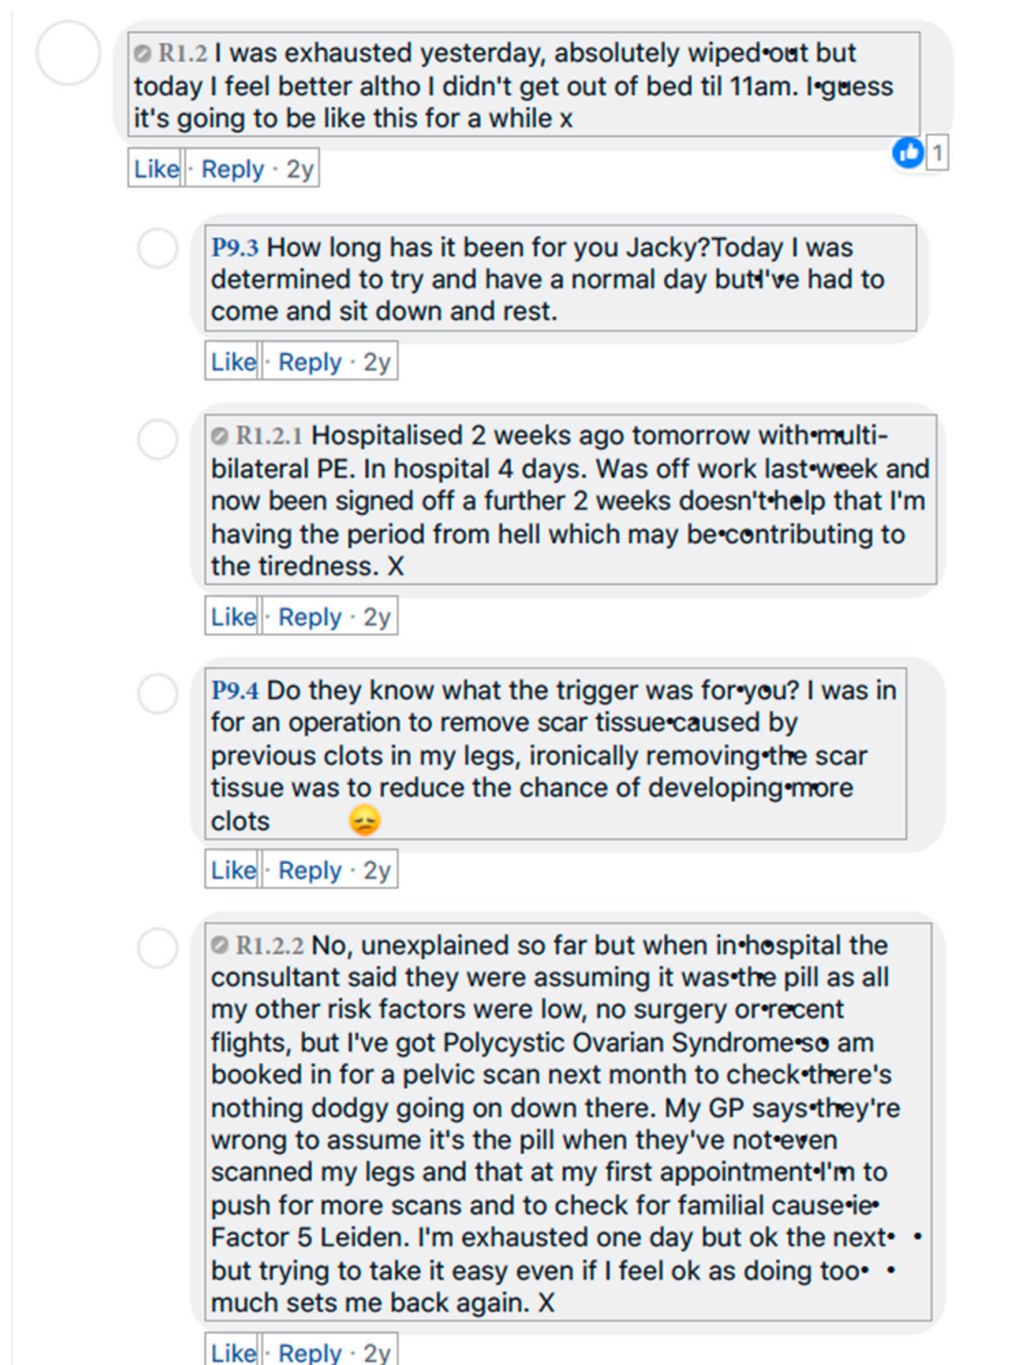 R1.2 I was exhausted yesterday, absolutely wiped•out but
today I feel better altho I didn't get out of bed til 11am. I•guess
it's going to be like this for a while x
1
Like · Reply · 2y
P9.3 How long has it been for you Jacky?Today I was
determined to try and have a normal day but•I've had to
come and sit down and rest.
Like · Reply · 2y
R1.2.1 Hospitalised 2 weeks ago tomorrow with•multi-
bilateral PE. In hospital 4 days. Was off work last•week and
now been signed off a further 2 weeks doesn't•help that I'm
having the period from hell which may be•contributing to
the tiredness. X
Like · Reply · 2y
P9.4 Do they know what the trigger was for•you? I was in
for an operation to remove scar tissue•caused by
previous clots in my legs, ironically removing•the scar
tissue was to reduce the chance of developing•more
clots 😞
Like · Reply · 2y
R1.2.2 No, unexplained so far but when in•hospital the
consultant said they were assuming it was•the pill as all
my other risk factors were low, no surgery or•recent
flights, but I've got Polycystic Ovarian Syndrome•so am
booked in for a pelvic scan next month to check•there's
nothing dodgy going on down there. My GP says•they're
wrong to assume it's the pill when they've not•even
scanned my legs and that at my first appointment•I'm to
push for more scans and to check for familial cause•ie•
Factor 5 Leiden. I'm exhausted one day but ok the next• •
but trying to take it easy even if I feel ok as doing too• •
much sets me back again. X
Like · Reply · 2y